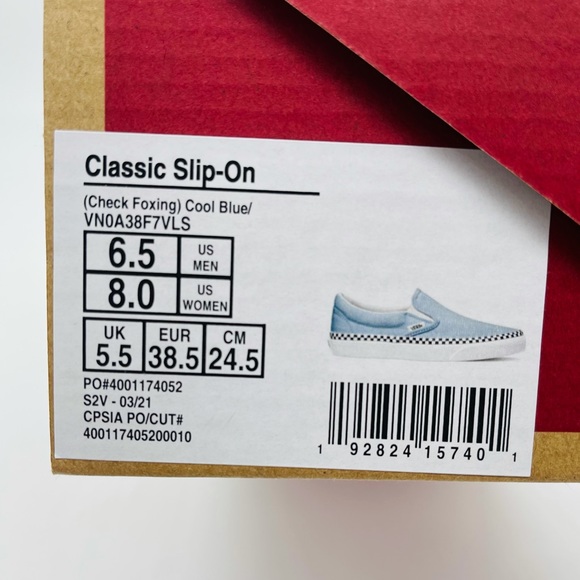 Classic Slip-On
(Check Foxing) Cool Blue/
VN0A38F7VLS
6.5 US MEN
8.0 US WOMEN
UK EUR CM
5.5 38.5 24.5
PO#4001174052
S2V - 03/21
CPSIA PO/CUT#
400117405200010
1 92824 15740 1